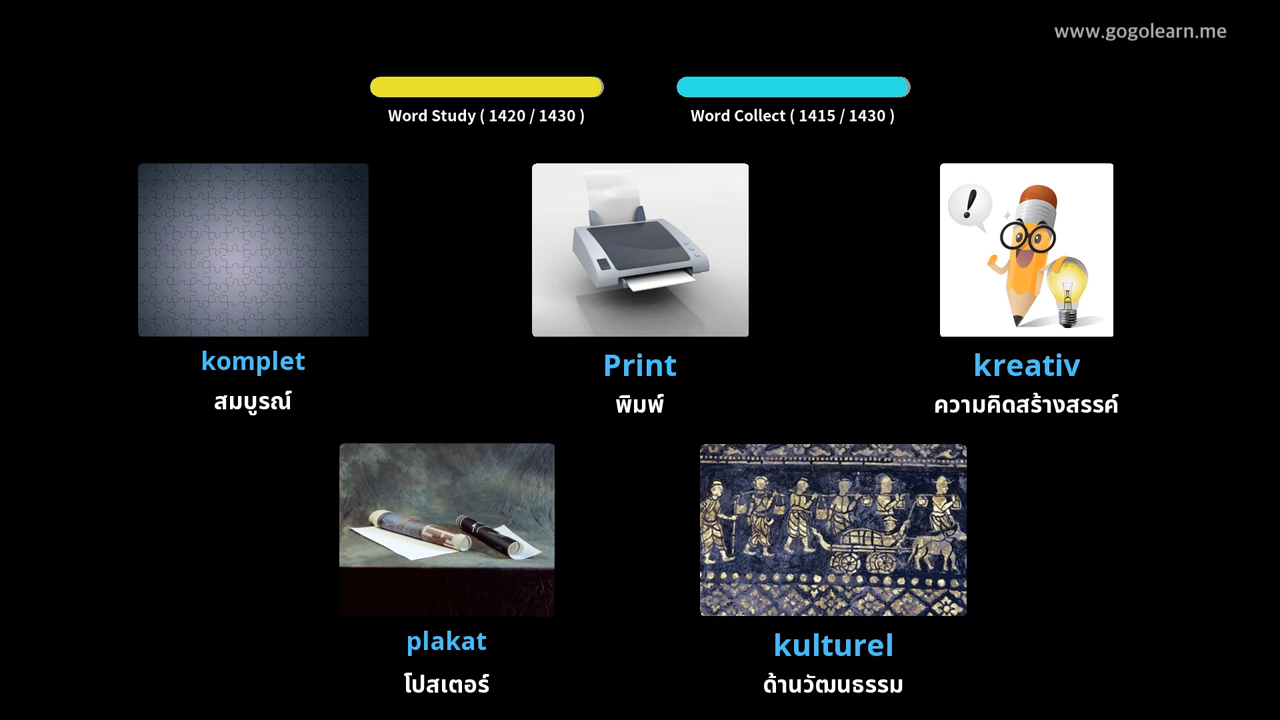 www.gogolearn.me
Word Study ( 1420 / 1430 )
Word Collect ( 1415 / 1430 )
komplet
สมบูรณ์
Print
พิมพ์
!
kreativ
ความคิดสร้างสรรค์
plakat
โปสเตอร์
kulturel
ด้านวัฒนธรรม